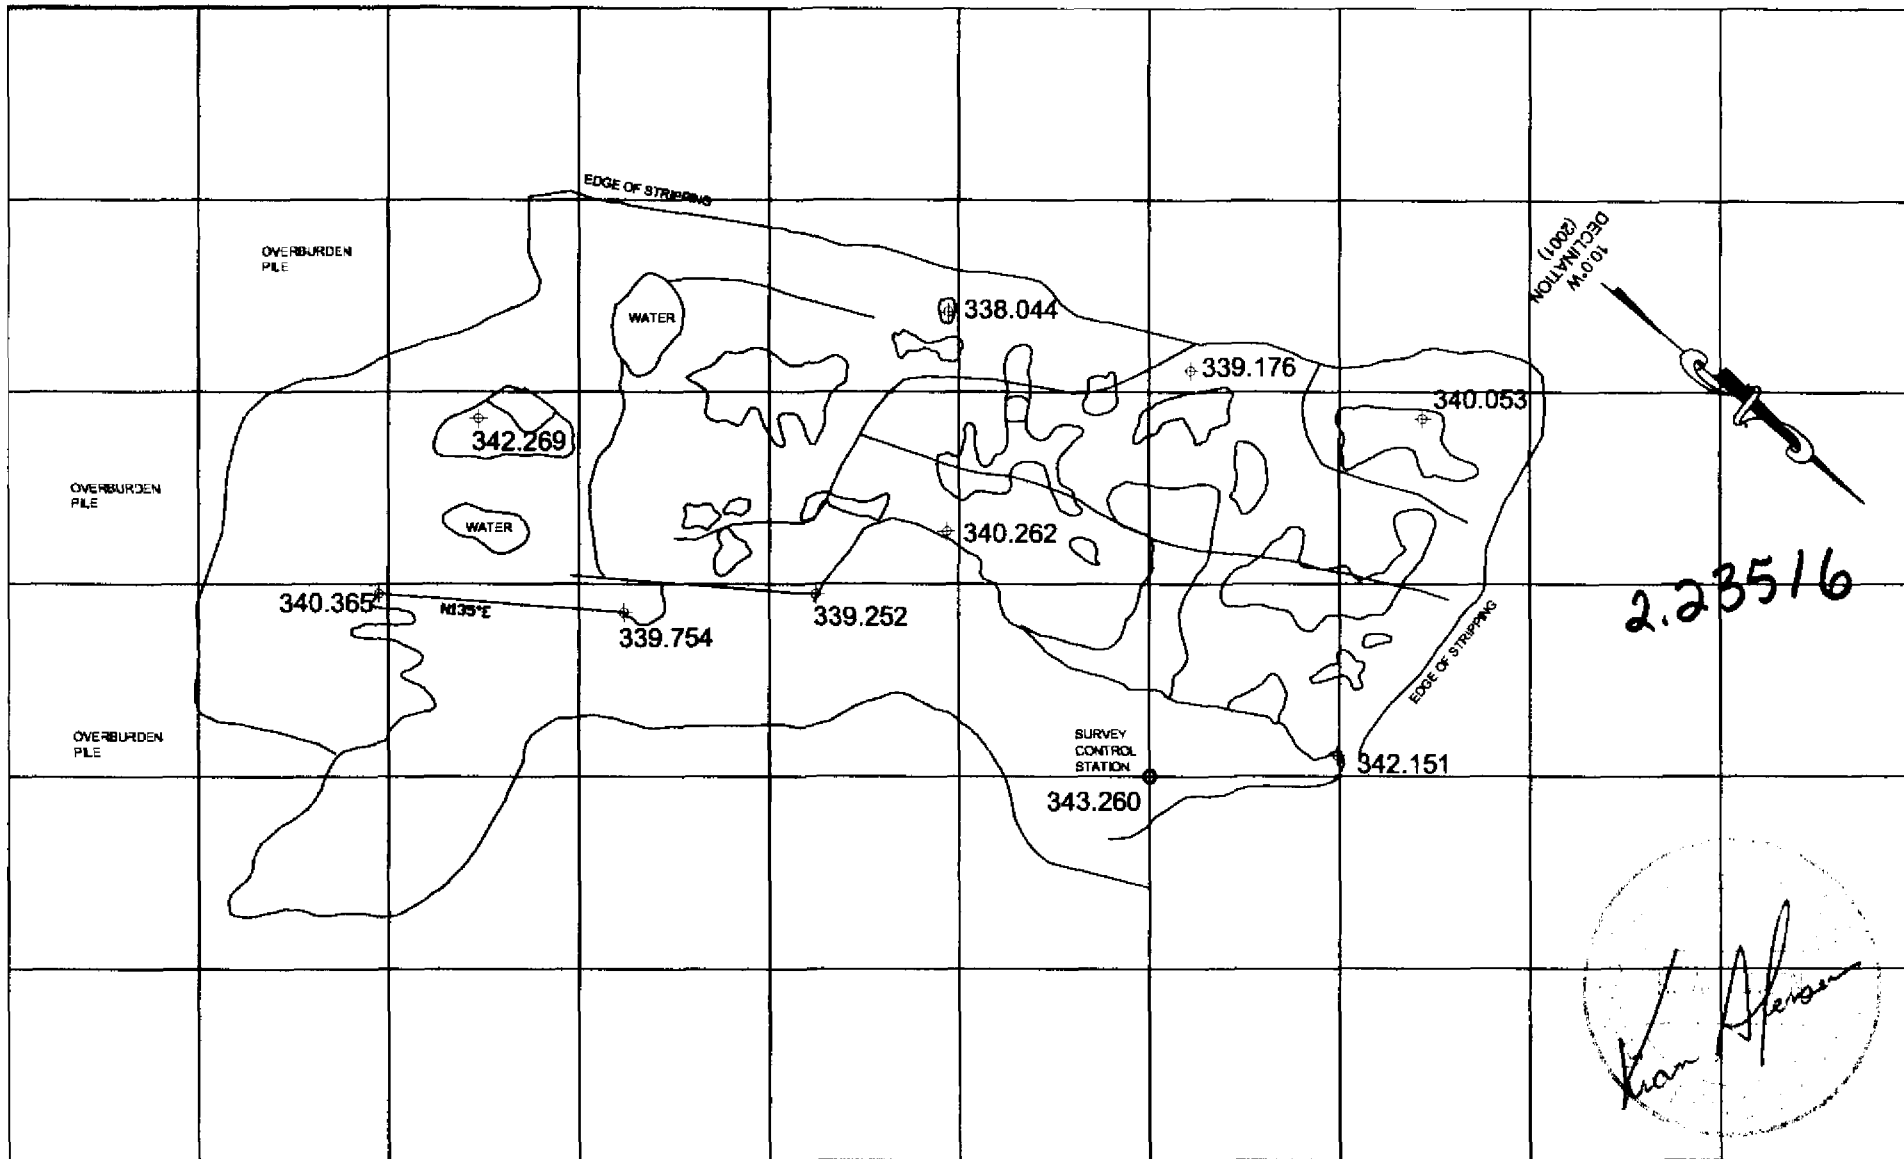 EDGE OF STRIPPING
OVERBURDEN
PILE
10.0°W
DECLINATION
(2001)
WATER
338.044
339.176
340.053
342.269
OVERBURDEN
PILE
WATER
340.262
340.365
N135°E
339.754
339.252
2.23516
EDGE OF STRIPPING
OVERBURDEN
PILE
SURVEY
CONTROL
STATION
342.151
343.260